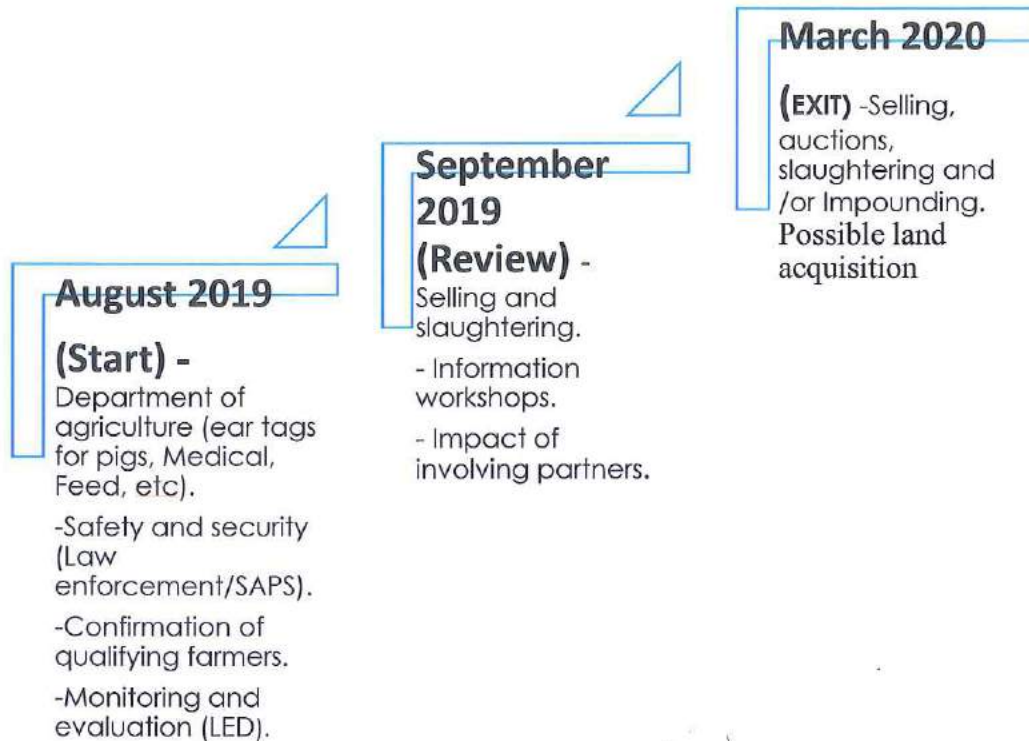 August 2019
(Start) -
Department of
agriculture (ear tags
for pigs, Medical,
Feed, etc).
-Safety and security
(Law
enforcement/SAPS).
-Confirmation of
qualifying farmers.
-Monitoring and
evaluation (LED).
September
2019
(Review) -
Selling and
slaughtering.
- Information
workshops.
- Impact of
involving partners.
March 2020
(EXIT) -Selling,
auctions,
slaughtering and
/or Impounding.
Possible land
acquisition